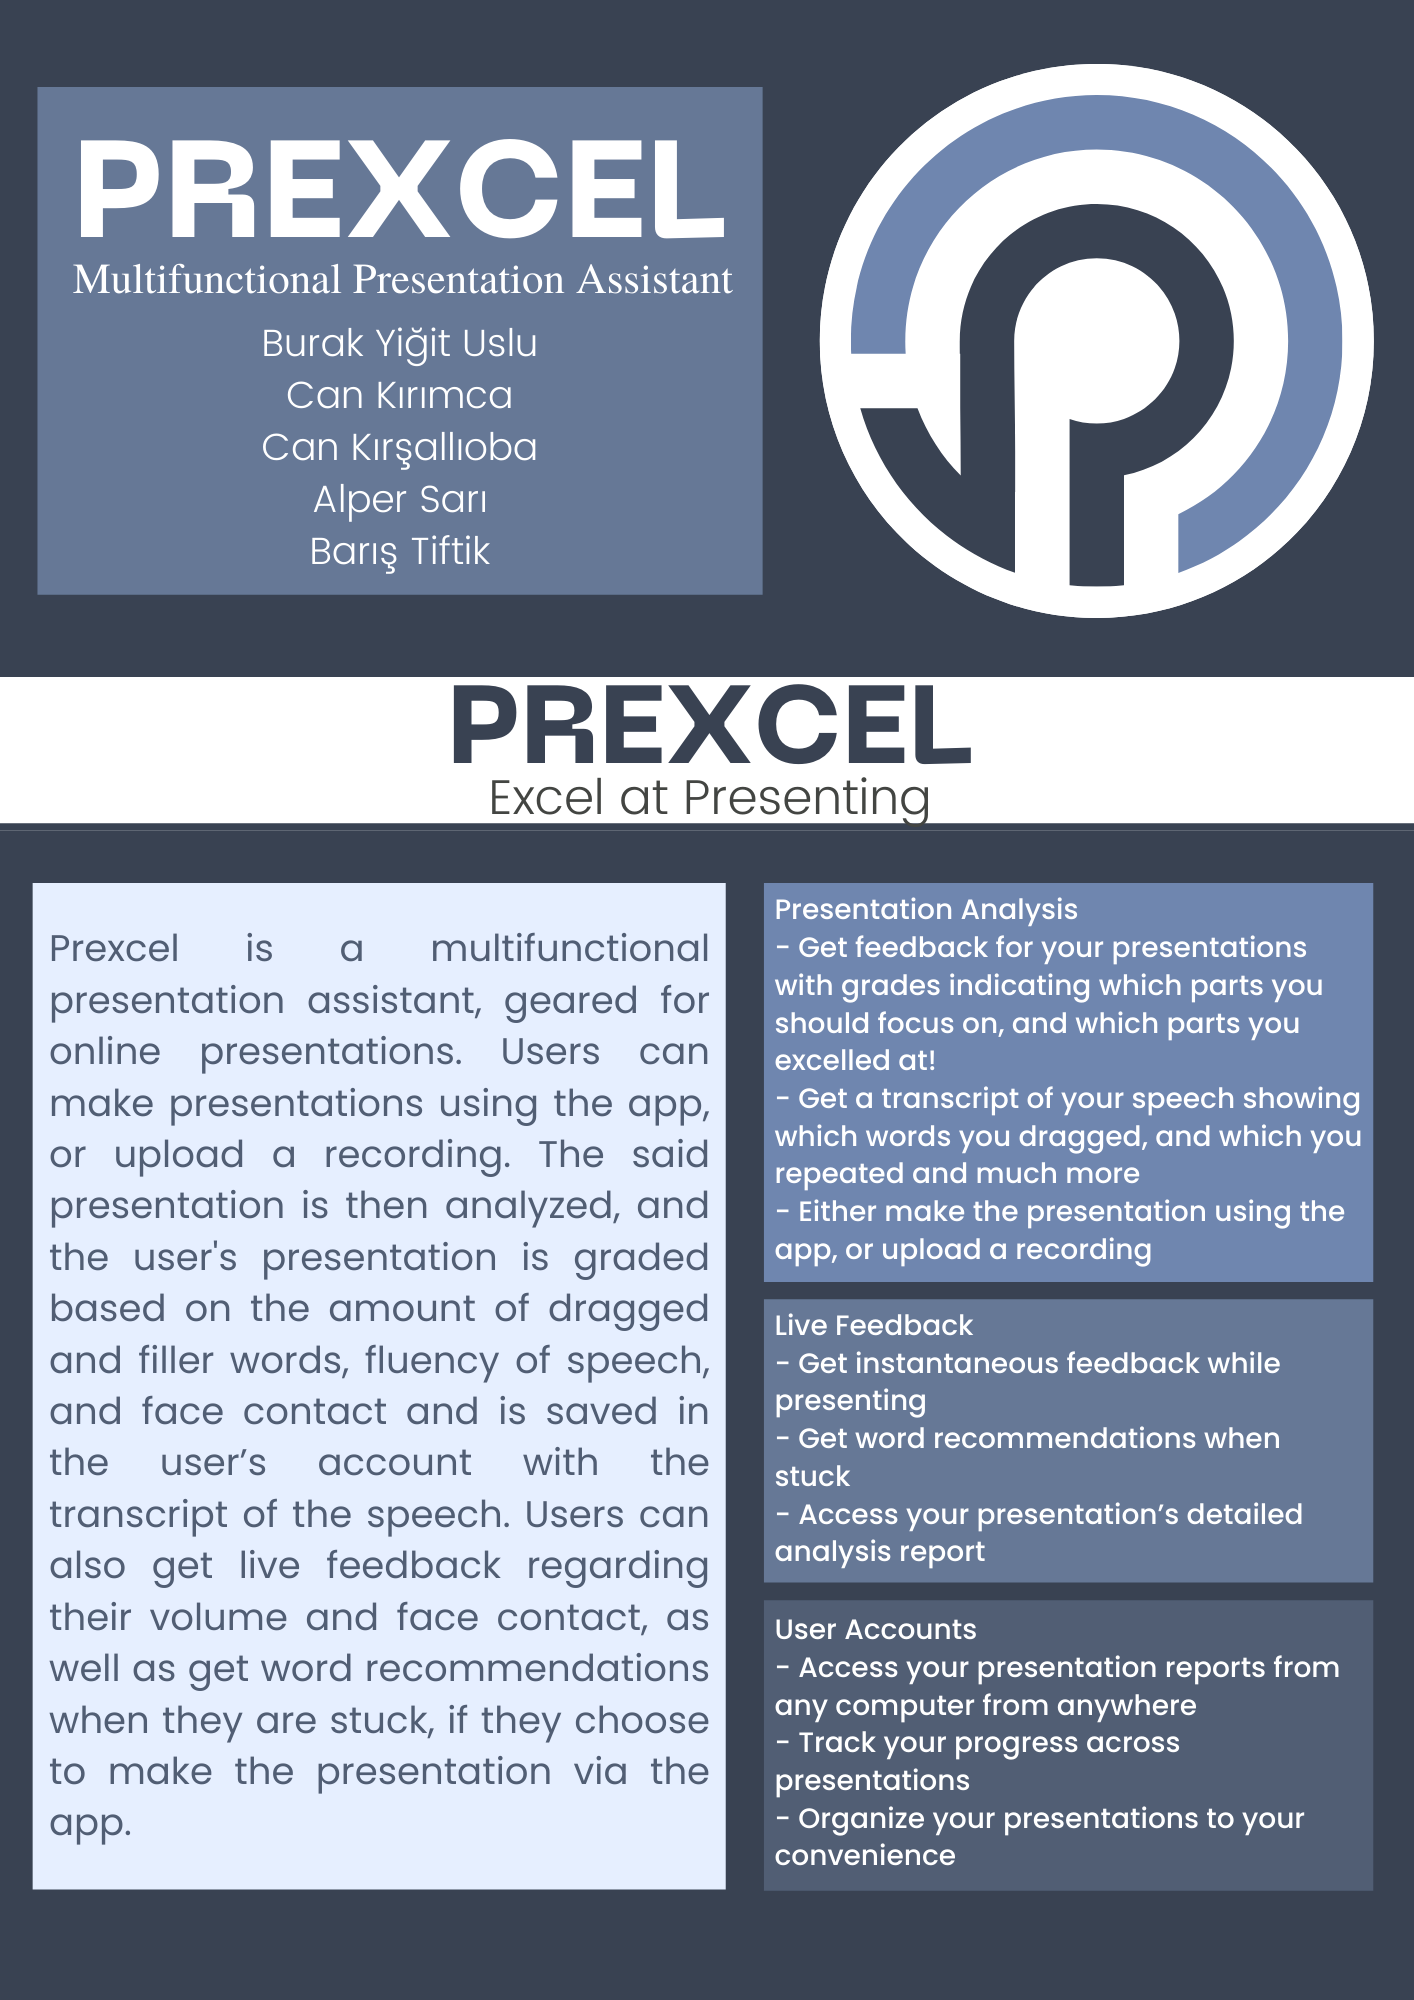 PREXCEL
Multifunctional Presentation Assistant
Burak Yiğit Uslu
Can Kırımca
Can Kırşallıoba
Alper Sarı
Barış Tiftik
PREXCEL
Excel at Presenting
Prexcel is a multifunctional
presentation assistant, geared for
online presentations. Users can
make presentations using the app,
or upload a recording. The said
presentation is then analyzed, and
the user's presentation is graded
based on the amount of dragged
and filler words, fluency of speech,
and face contact and is saved in
the user’s account with the
transcript of the speech. Users can
also get live feedback regarding
their volume and face contact, as
well as get word recommendations
when they are stuck, if they choose
to make the presentation via the
app.
Presentation Analysis
- Get feedback for your presentations
with grades indicating which parts you
should focus on, and which parts you
excelled at!
- Get a transcript of your speech showing
which words you dragged, and which you
repeated and much more
- Either make the presentation using the
app, or upload a recording
Live Feedback
- Get instantaneous feedback while
presenting
- Get word recommendations when
stuck
- Access your presentation’s detailed
analysis report
User Accounts
- Access your presentation reports from
any computer from anywhere
- Track your progress across
presentations
- Organize your presentations to your
convenience